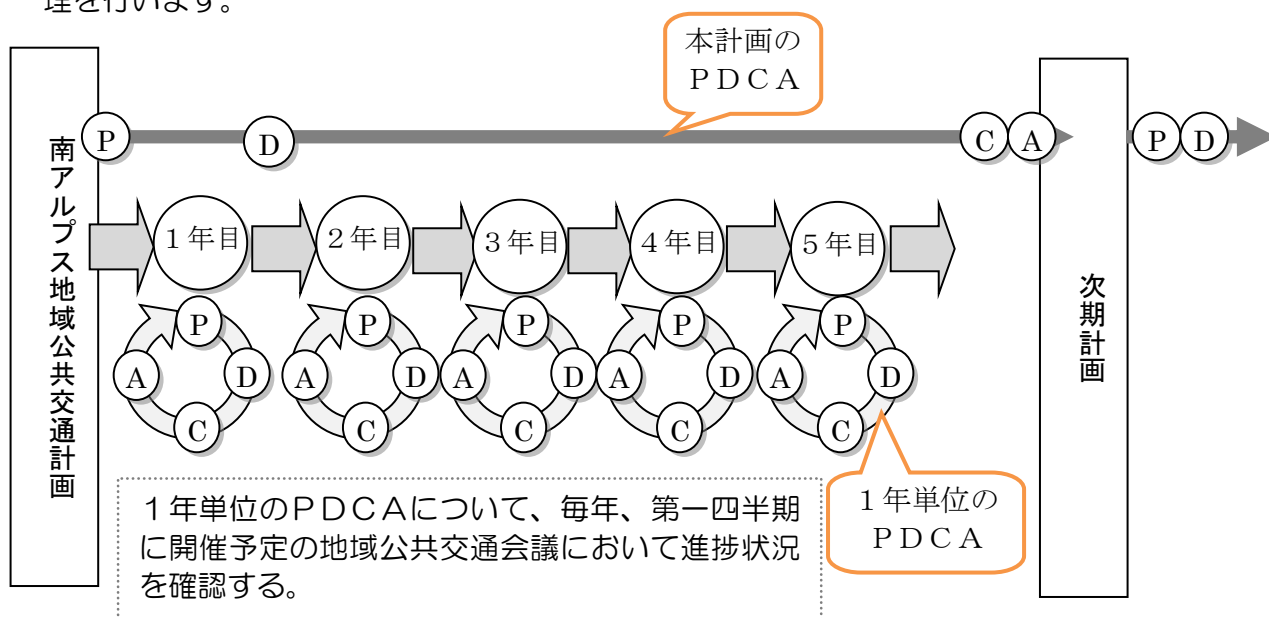 理を行います。
本計画の
ＰＤＣＡ
南アルプス地域公共交通計画
P
D
C
A
P
D
１年目
２年目
３年目
４年目
５年目
P
D
C
A
P
D
C
A
P
D
C
A
P
D
C
A
P
D
C
A
次期計画
１年単位の
ＰＤＣＡ
１年単位のＰＤＣＡについて、毎年、第一四半期
に開催予定の地域公共交通会議において進捗状況
を確認する。